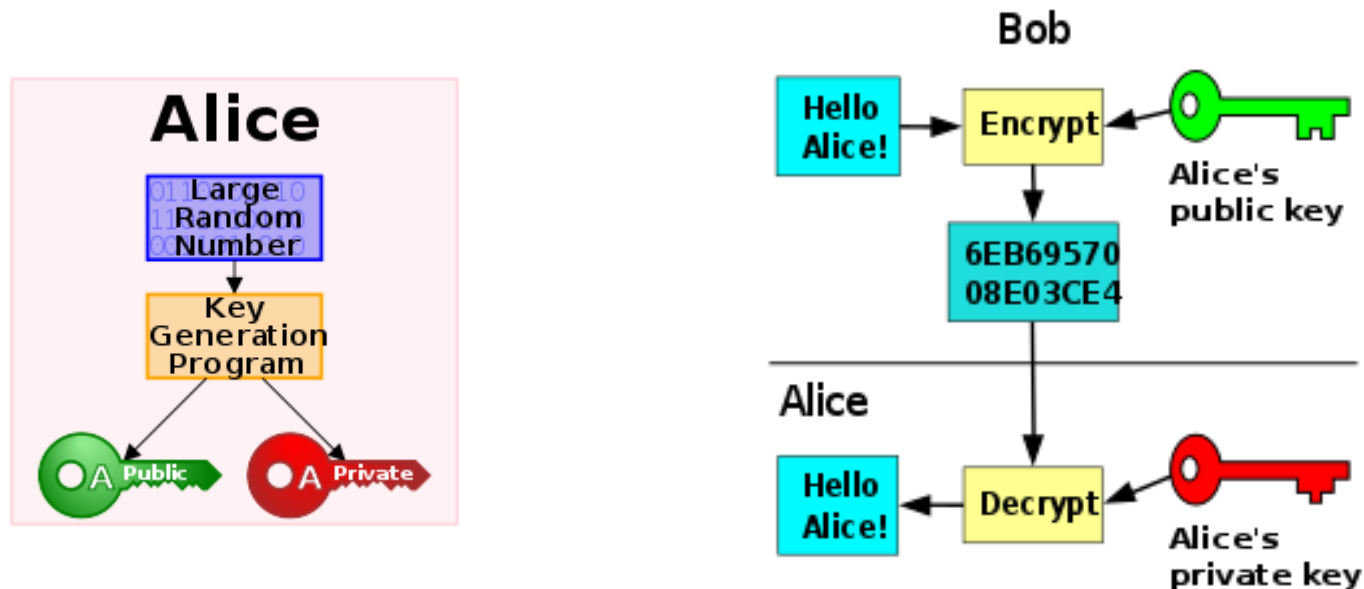 Alice
Large
Random
Number
Key
Generation
Program
A Public
A Private
Bob
Hello
Alice!
Encrypt
Alice's
public key
6EB69570
08E03CE4
Alice
Hello
Alice!
Decrypt
Alice's
private key